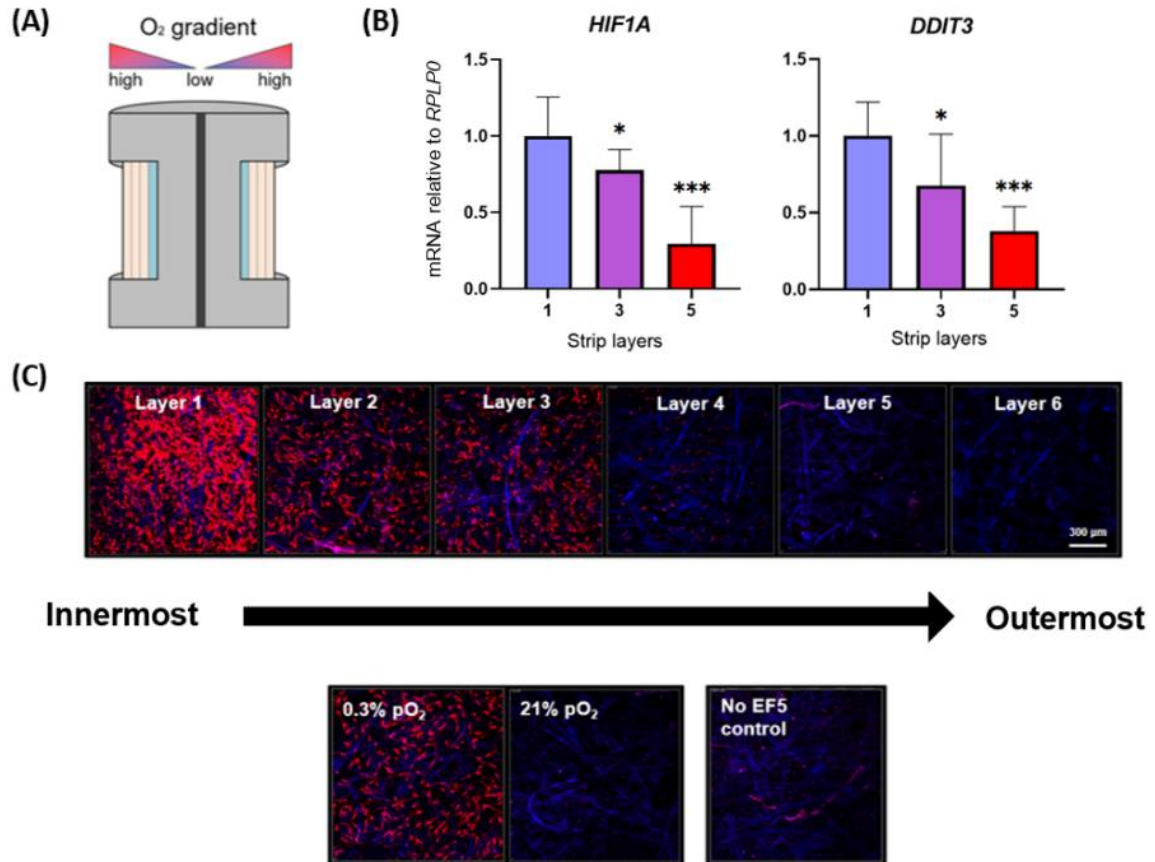 (A)
O₂ gradient
high low high
(B)
HIF1A
DDIT3
mRNA relative to RPLP0
1.5
1.0
0.5
0.0
*
***
1 3 5
Strip layers
1.5
1.0
0.5
0.0
*
***
1 3 5
Strip layers
(C)
Layer 1 Layer 2 Layer 3 Layer 4 Layer 5 Layer 6
300 µm
Innermost Outermost
0.3% pO₂ 21% pO₂ No EF5
control